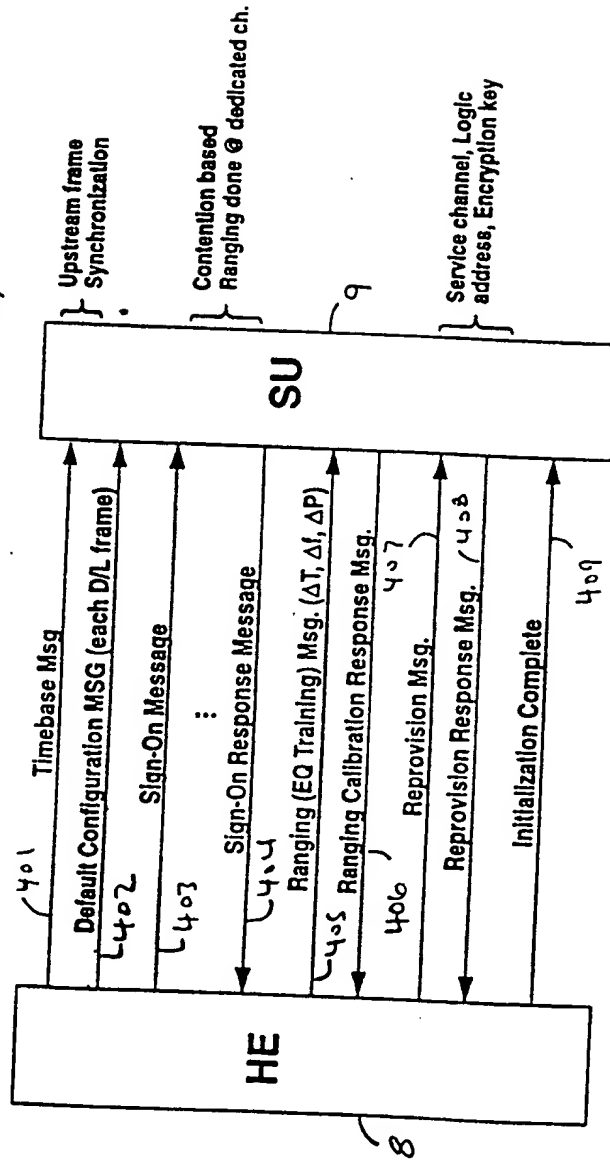 HE
8
401
Timebase Msg
Default Configuration MSG (each D/L frame)
402
Sign-On Message
403
...
Sign-On Response Message
404
Ranging (EQ Training) Msg. (ΔT, Δf, ΔP)
405
Ranging Calibration Response Msg.
406
407
Reprovision Msg.
Reprovision Response Msg.
408
Initialization Complete
409
SU
9
Upstream frame
Synchronization
Contention based
Ranging done @ dedicated ch.
Service channel, Logic
address, Encryption key